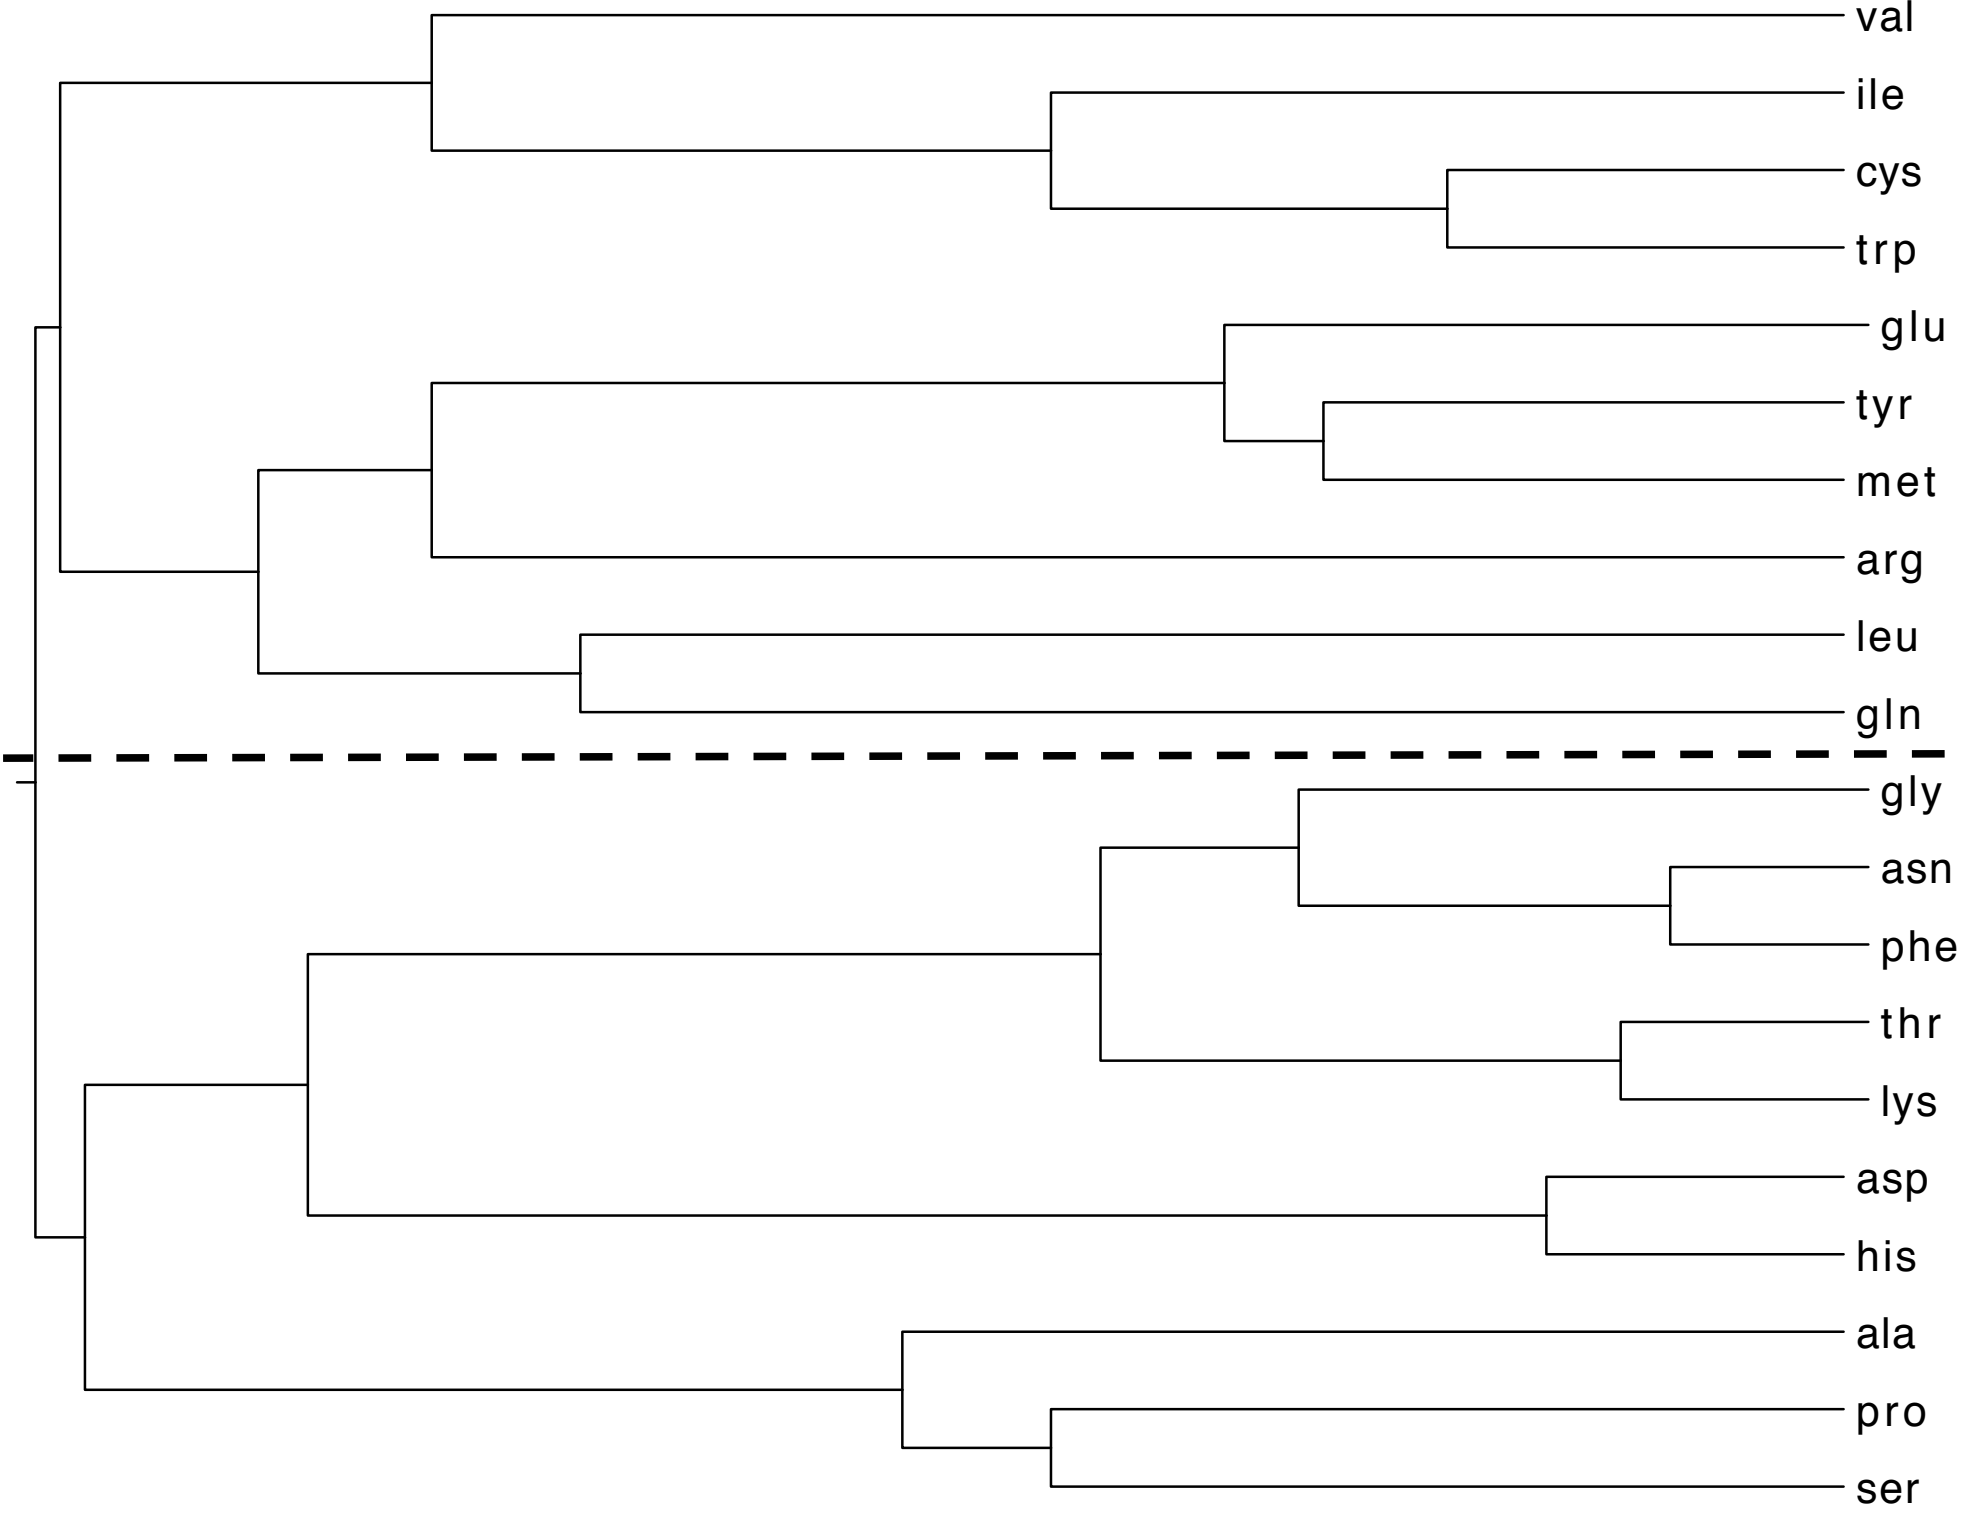 val
ile
cys
trp
glu
tyr
met
arg
leu
gln
gly
asn
phe
thr
lys
asp
his
ala
pro
ser